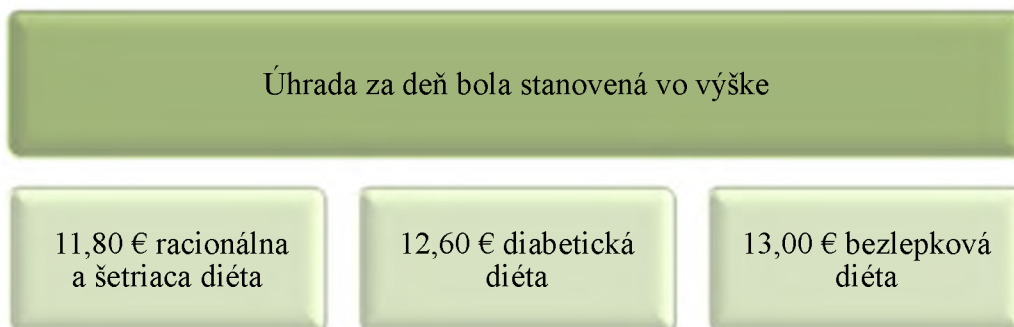 Úhrada za deň bola stanovená vo výške
11,80 € racionálna
a šetriaca diéta
12,60 € diabetická
diéta
13,00 € bezlepková
diéta